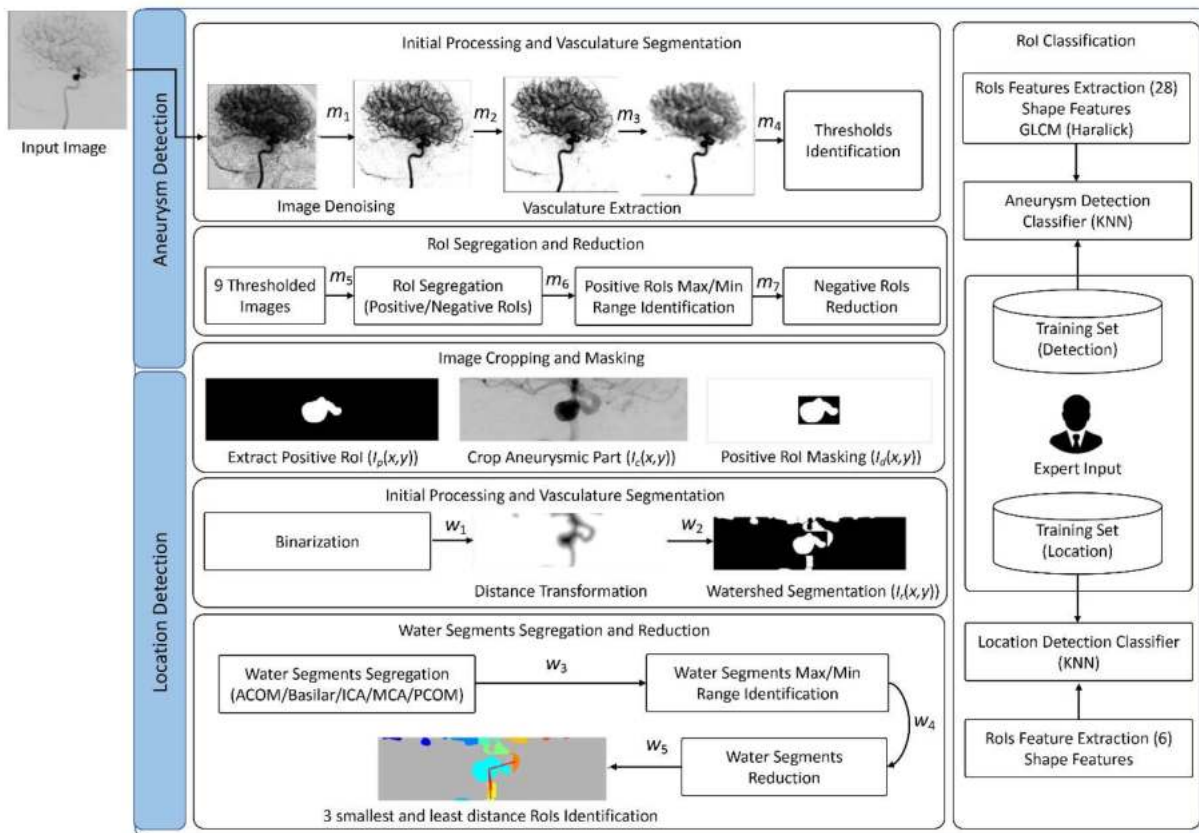 Input Image
Aneurysm Detection
Initial Processing and Vasculature Segmentation
m1
m2
m3
m4
Image Denoising
Vasculature Extraction
Thresholds
Identification
RoI Segregation and Reduction
9 Thresholded
Images
m5
RoI Segregation
(Positive/Negative RoIs)
m6
Positive RoIs Max/Min
Range Identification
m7
Negative RoIs
Reduction
Location Detection
Image Cropping and Masking
Extract Positive RoI (Ip(x,y))
Crop Aneurysmic Part (Ic(x,y))
Positive RoI Masking (Id(x,y))
Initial Processing and Vasculature Segmentation
Binarization
w1
Distance Transformation
w2
Watershed Segmentation (Ir(x,y))
Water Segments Segregation and Reduction
Water Segments Segregation
(ACOM/Basilar/ICA/MCA/PCOM)
w3
Water Segments Max/Min
Range Identification
w4
Water Segments
Reduction
w5
3 smallest and least distance RoIs Identification
RoI Classification
RoIs Features Extraction (28)
Shape Features
GLCM (Haralick)
Aneurysm Detection
Classifier (KNN)
Training Set
(Detection)
Expert Input
Training Set
(Location)
Location Detection Classifier
(KNN)
RoIs Feature Extraction (6)
Shape Features